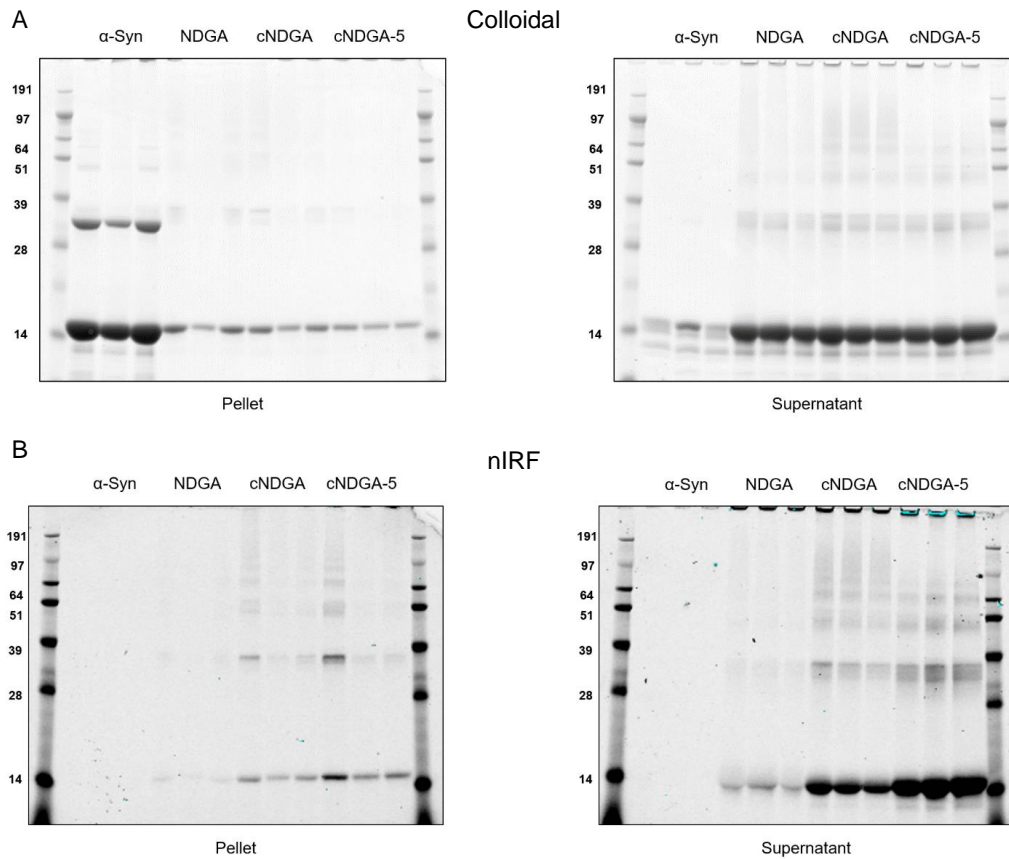 A
Colloidal
α-Syn NDGA cNDGA cNDGA-5
191
97
64
51
39
28
14
Pellet
α-Syn NDGA cNDGA cNDGA-5
191
97
64
51
39
28
14
Supernatant
B
nIRF
α-Syn NDGA cNDGA cNDGA-5
191
97
64
51
39
28
14
Pellet
α-Syn NDGA cNDGA cNDGA-5
191
97
64
51
39
28
14
Supernatant